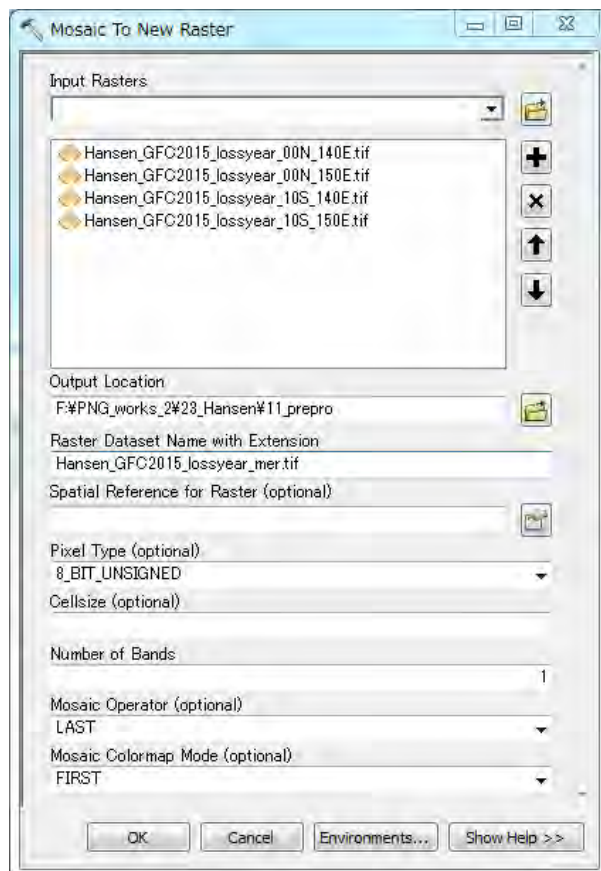 Mosaic To New Raster
Input Rasters
Hansen_GFC2015_lossyear_00N_140E.tif
Hansen_GFC2015_lossyear_00N_150E.tif
Hansen_GFC2015_lossyear_10S_140E.tif
Hansen_GFC2015_lossyear_10S_150E.tif
Output Location
F:¥PNG_works_2¥23_Hansen¥11_prepro
Raster Dataset Name with Extension
Hansen_GFC2015_lossyear_mer.tif
Spatial Reference for Raster (optional)
Pixel Type (optional)
8_BIT_UNSIGNED
Cellsize (optional)
Number of Bands
1
Mosaic Operator (optional)
LAST
Mosaic Colormap Mode (optional)
FIRST
OK Cancel Environments... Show Help >>